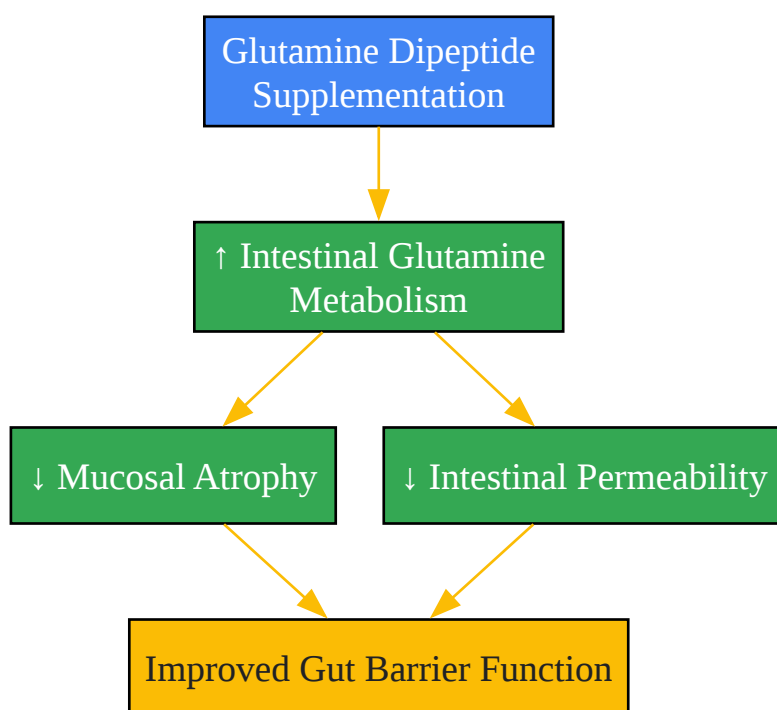 Glutamine Dipeptide
Supplementation
↑ Intestinal Glutamine
Metabolism
↓ Mucosal Atrophy
↓ Intestinal Permeability
Improved Gut Barrier Function